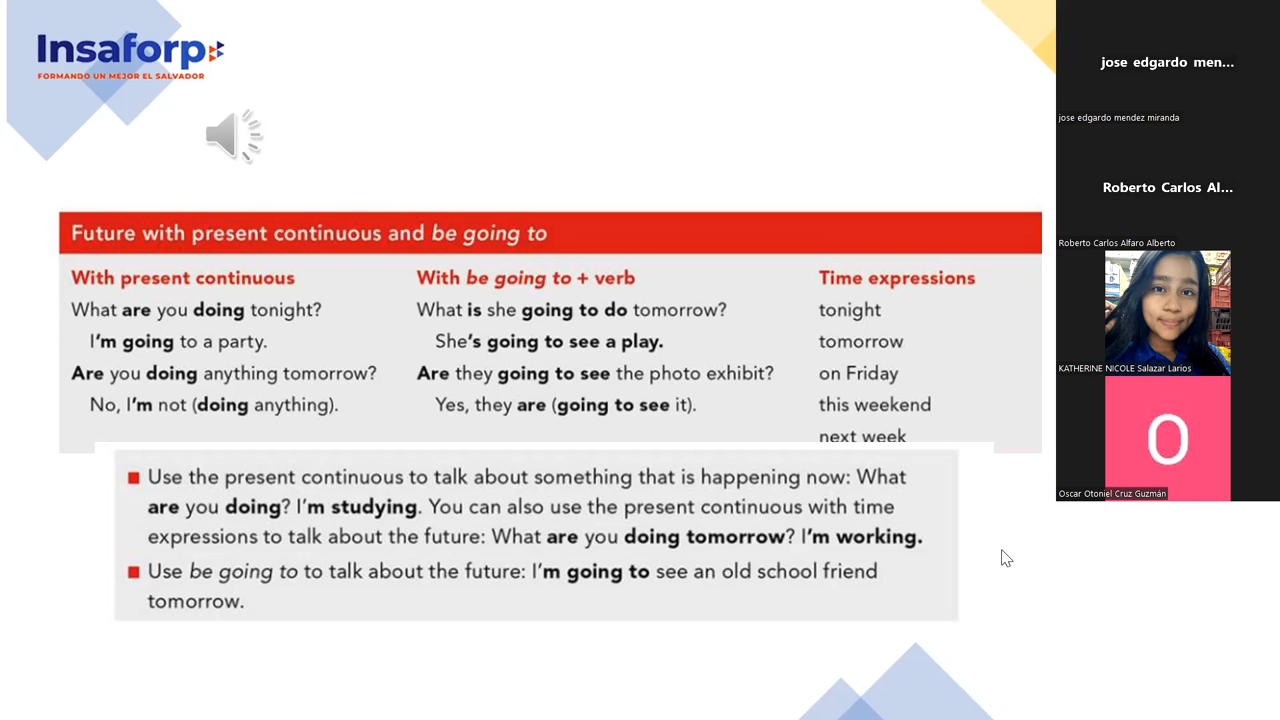 Insaforp
FORMANDO UN MEJOR EL SALVADOR
Future with present continuous and be going to
With present continuous
What are you doing tonight?
I'm going to a party.
Are you doing anything tomorrow?
No, I'm not (doing anything).
With be going to + verb
What is she going to do tomorrow?
She's going to see a play.
Are they going to see the photo exhibit?
Yes, they are (going to see it).
Time expressions
tonight
tomorrow
on Friday
this weekend
next week
Use the present continuous to talk about something that is happening now: What
are you doing? I'm studying. You can also use the present continuous with time
expressions to talk about the future: What are you doing tomorrow? I'm working.
Use be going to to talk about the future: I'm going to see an old school friend
tomorrow.
jose edgardo men...
jose edgardo mendez miranda
Roberto Carlos Al...
Roberto Carlos Alfaro Alberto
KATHERINE NICOLE Salazar Larios
O
Oscar Otoniel Cruz Guzmán